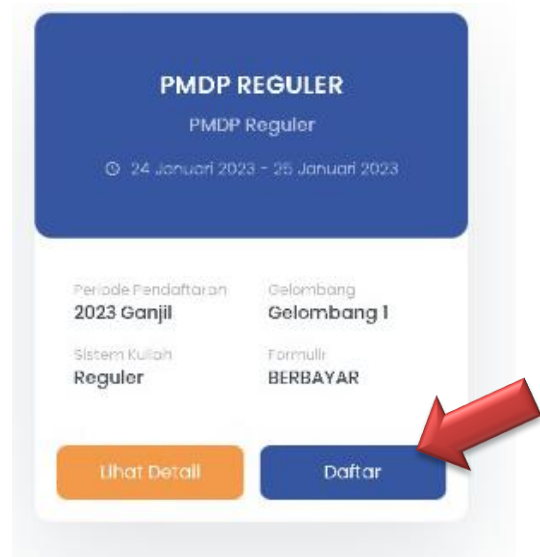 PMDP REGULER
PMDP Reguler
24 Januari 2023 - 25 Januari 2023
Periode Pendaftaran Gelombang
2023 Ganjil Gelombang 1
Sistem Kuliah Formulir
Reguler BERBAYAR
Lihat Detail Daftar